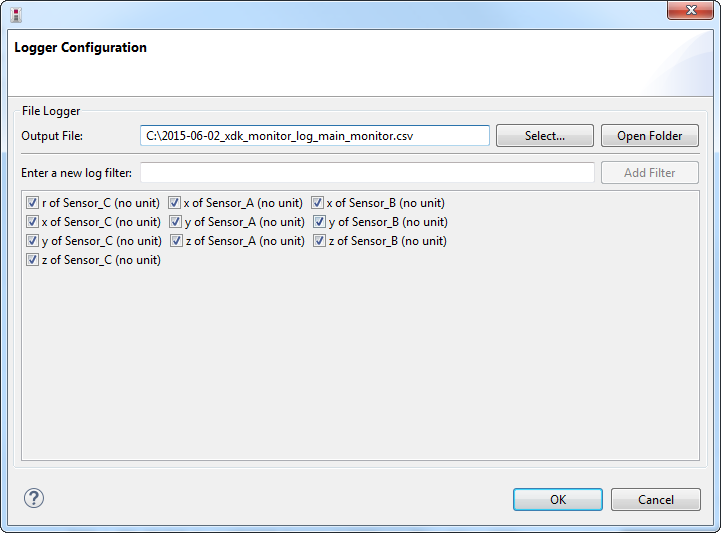 Logger Configuration
File Logger
Output File: C:\2015-06-02_xdk_monitor_log_main_monitor.csv Select... Open Folder
Enter a new log filter: Add Filter
r of Sensor_C (no unit) x of Sensor_A (no unit) x of Sensor_B (no unit)
x of Sensor_C (no unit) y of Sensor_A (no unit) y of Sensor_B (no unit)
y of Sensor_C (no unit) z of Sensor_A (no unit) z of Sensor_B (no unit)
z of Sensor_C (no unit)
? OK Cancel